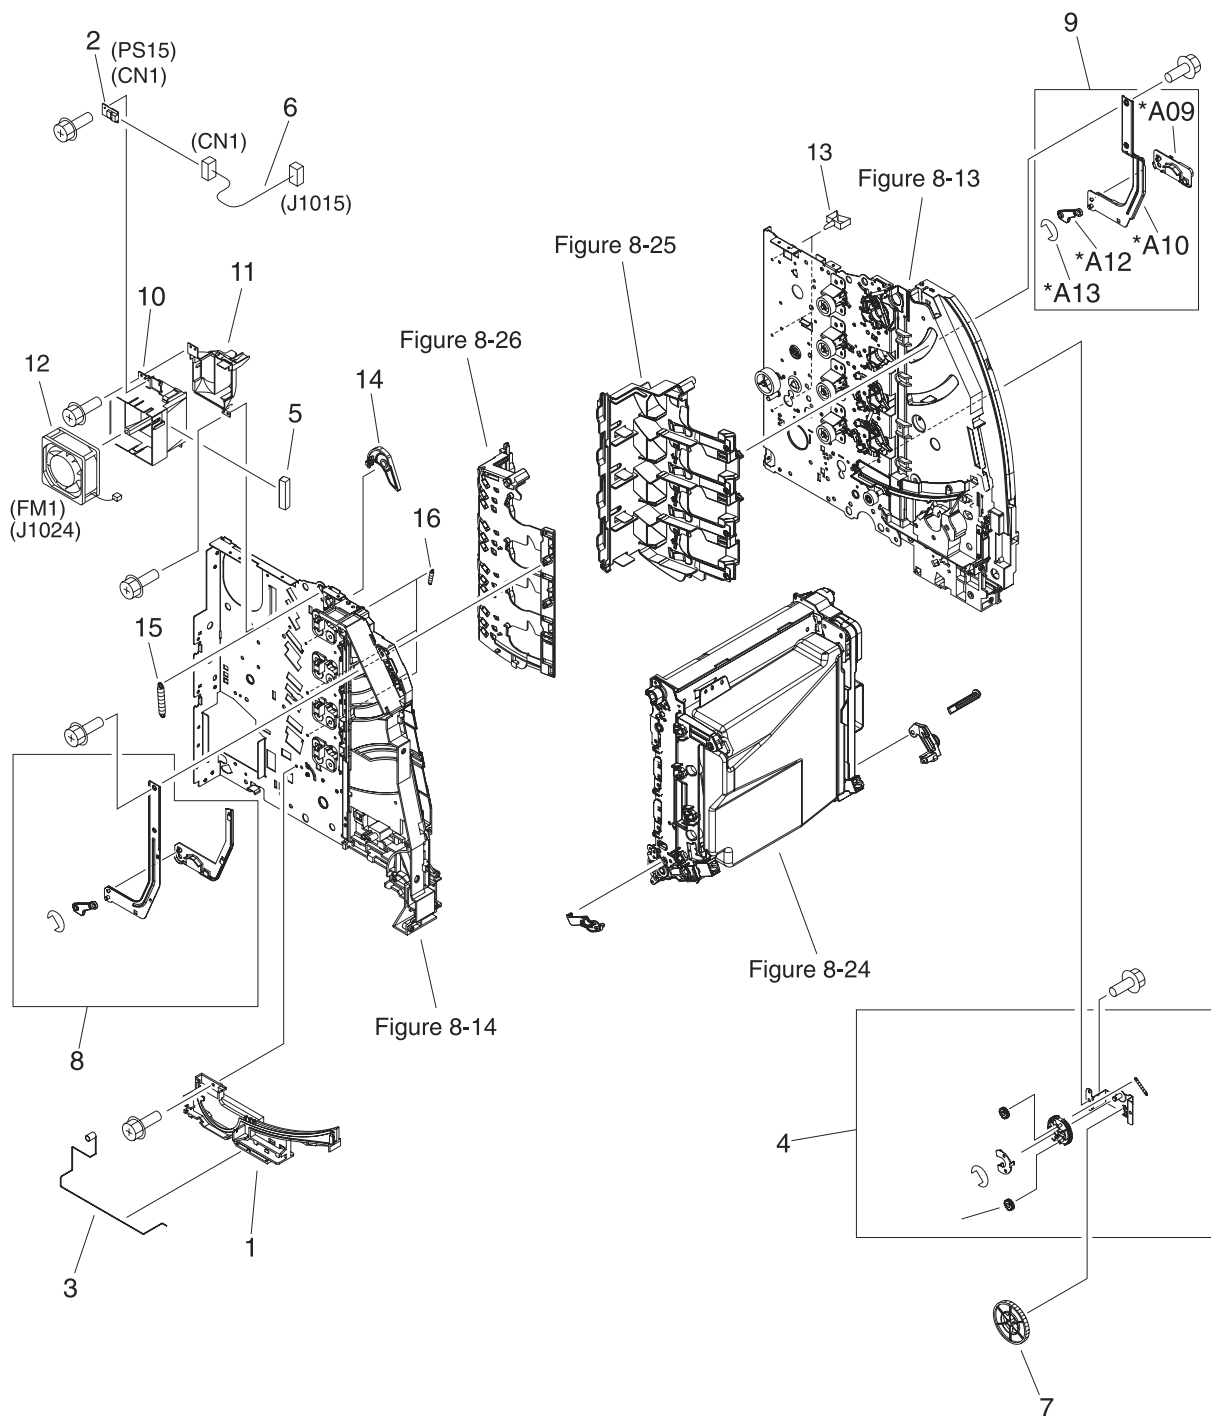 9
2
(PS15)
(CN1)
6
(CN1)
(J1015)
*A09
13
Figure 8-13
*A10
*A12
*A13
Figure 8-25
11
10
12
Figure 8-26
14
5
(FM1)
(J1024)
16
15
Figure 8-24
Figure 8-14
8
4
1
3
7